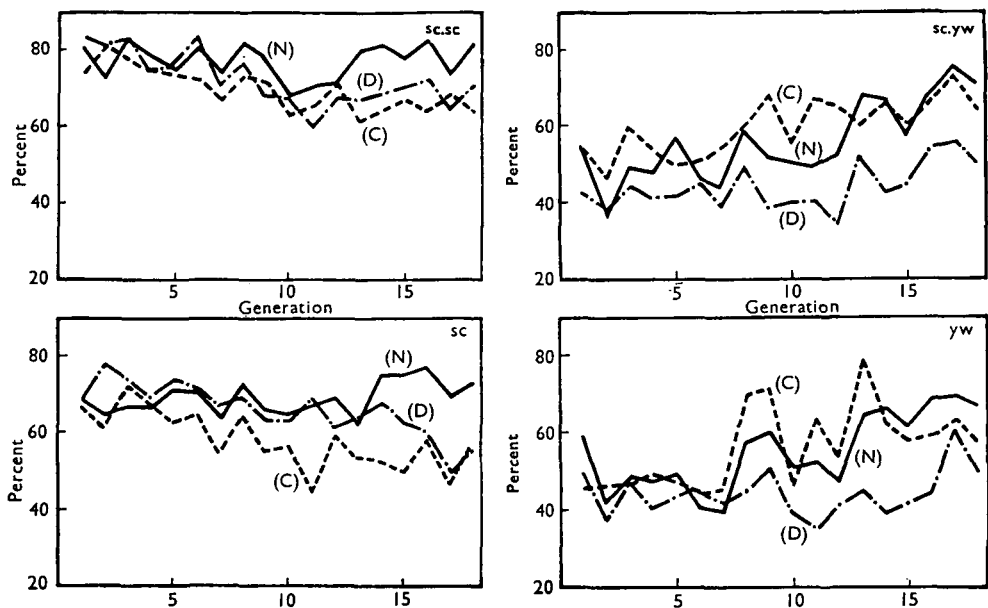 sc.sc
80
60
40
20
Percent
(N)
(D)
(C)
5
10
15
Generation
sc.yw
80
60
40
20
Percent
(C)
(N)
(D)
5
10
15
Generation
sc
80
60
40
20
Percent
(N)
(D)
(C)
5
10
15
yw
80
60
40
20
Percent
(C)
(N)
(D)
5
10
15